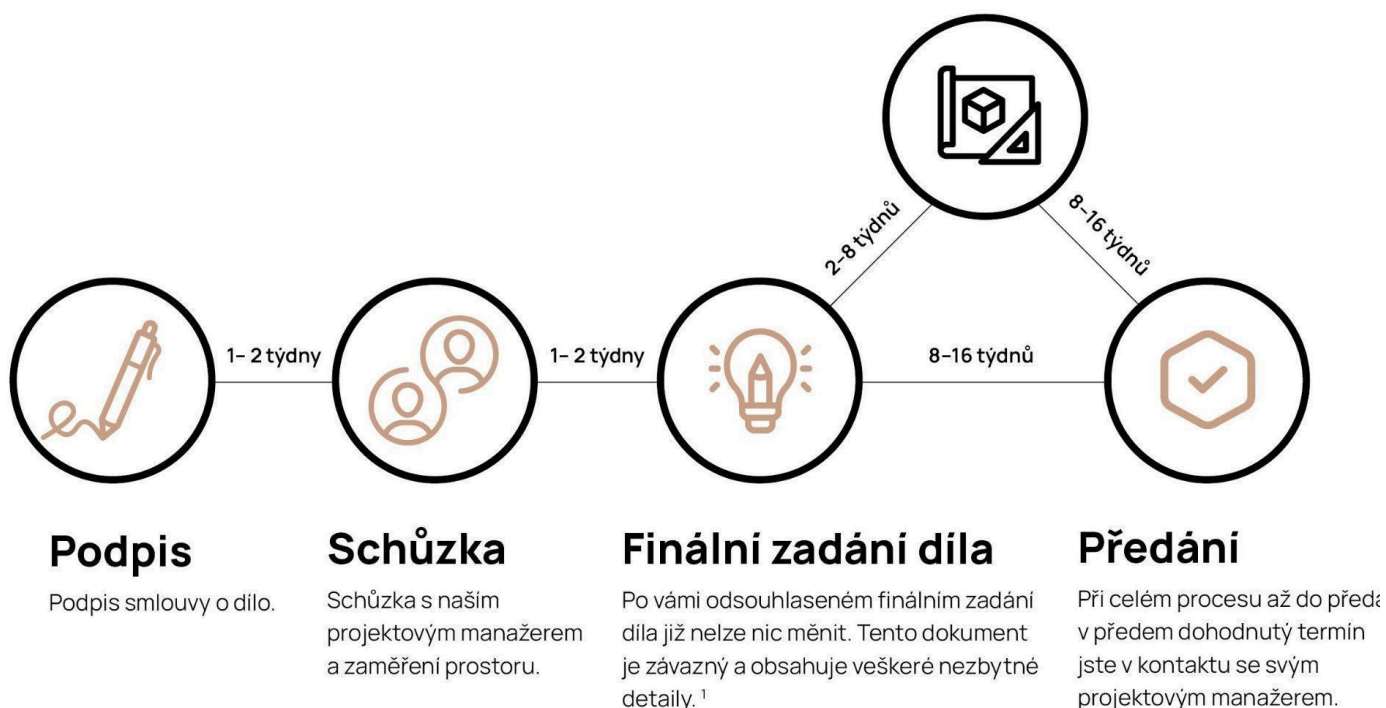 2–8 týdnů
8–16 týdnů
1– 2 týdny
1– 2 týdny
8–16 týdnů
Podpis
Podpis smlouvy o dílo.
Schůzka
Schůzka s naším
projektovým manažerem
a zaměření prostoru.
Finální zadání díla
Po vámi odsouhlaseném finálním zadání
díla již nelze nic měnit. Tento dokument
je závazný a obsahuje veškeré nezbytné
detaily. ¹
Předání
Při celém procesu až do
v předem dohodnutý termín
jste v kontaktu se svým
projektovým manažerem.